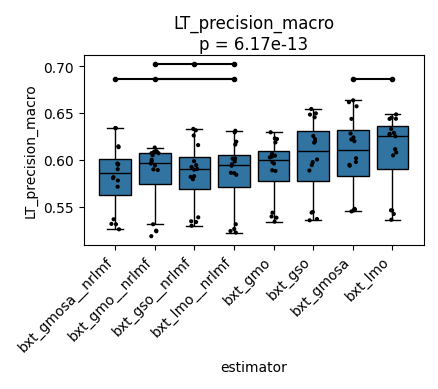 LT_precision_macro
p = 6.17e-13
LT_precision_macro
0.70
0.65
0.60
0.55
bxt_gmosa__nrlmf
bxt_gmo__nrlmf
bxt_gso__nrlmf
bxt_lmo__nrlmf
bxt_gmo
bxt_gso
bxt_gmosa
bxt_lmo
estimator